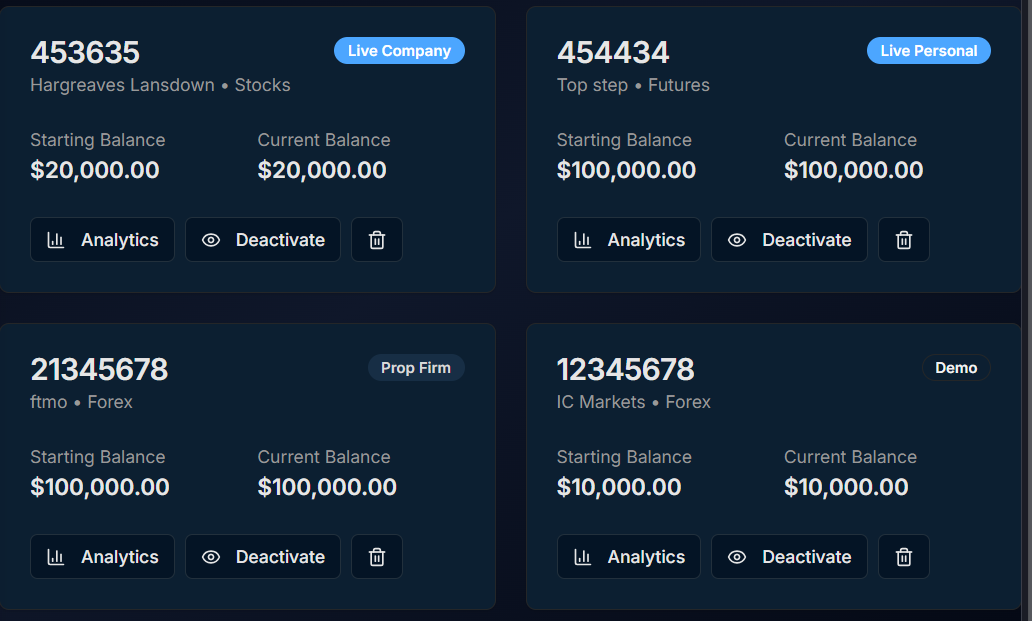 453635
Live Company
Hargreaves Lansdown • Stocks
Starting Balance
Current Balance
$20,000.00
$20,000.00
Analytics
Deactivate
454434
Live Personal
Top step • Futures
Starting Balance
Current Balance
$100,000.00
$100,000.00
Analytics
Deactivate
21345678
Prop Firm
ftmo • Forex
Starting Balance
Current Balance
$100,000.00
$100,000.00
Analytics
Deactivate
12345678
Demo
IC Markets • Forex
Starting Balance
Current Balance
$10,000.00
$10,000.00
Analytics
Deactivate